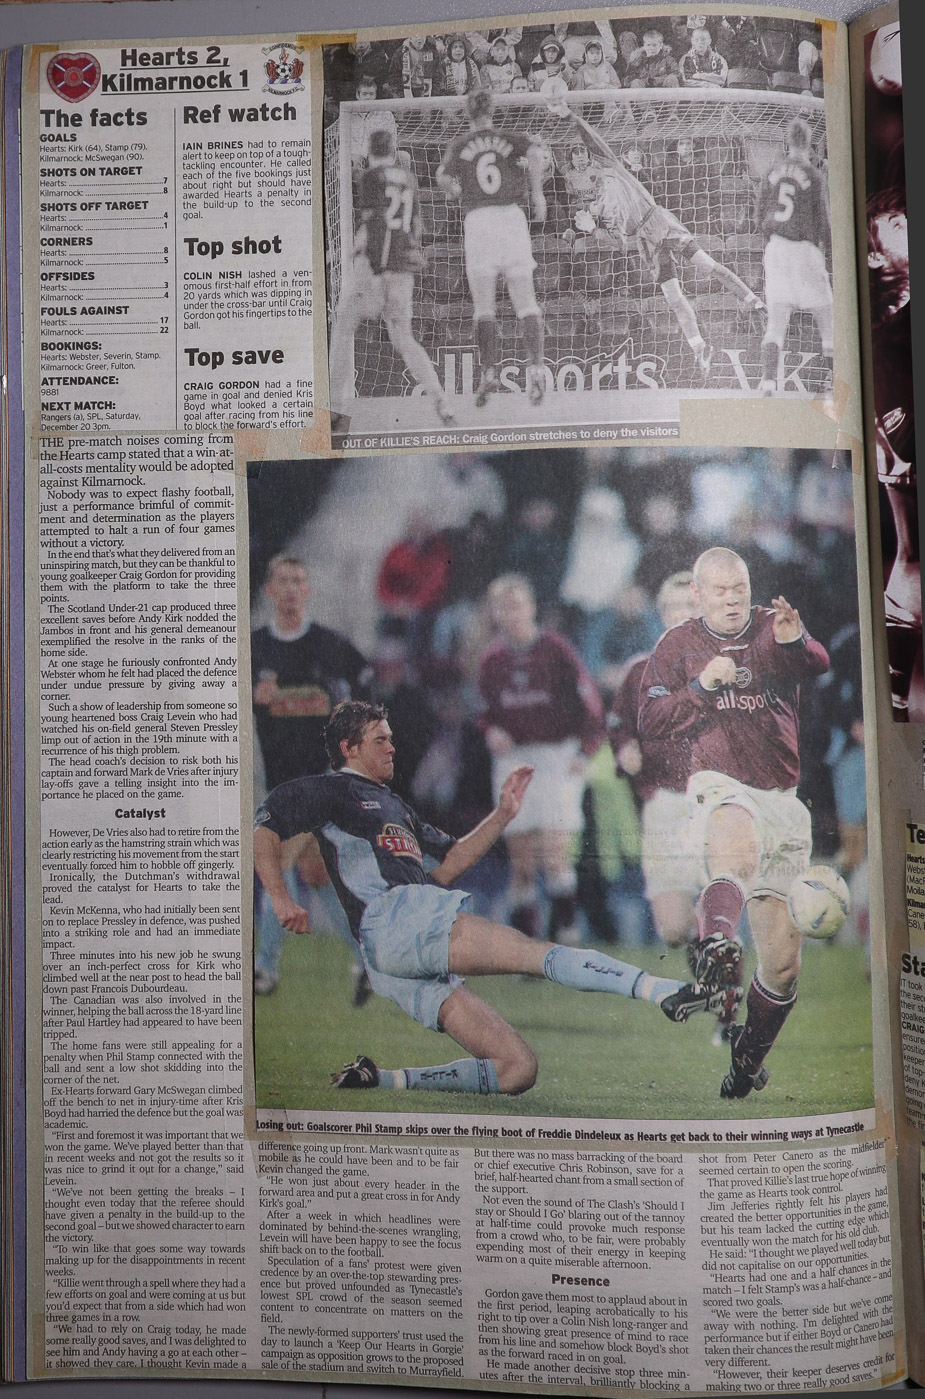 Hearts 2,
Kilmarnock 1
The facts
GOALS
Hearts: Kirk (64), Stamp (79).
Kilmarnock: McSwegan (90).
SHOTS ON TARGET
Hearts: 7
Kilmarnock: 8
SHOTS OFF TARGET
Hearts: 4
Kilmarnock: 1
CORNERS
Hearts: 8
Kilmarnock: 5
OFFSIDES
Hearts: 3
Kilmarnock: 4
FOULS AGAINST
Hearts: 17
Kilmarnock: 22
BOOKINGS:
Hearts: Webster, Severin, Stamp.
Kilmarnock: Greer, Fulton.
ATTENDANCE:
9881
NEXT MATCH:
Rangers (a), SPL, Saturday,
December 20 3pm.
Ref watch
IAIN BRINES had to remain
alert to keep on top of a tough-
tackling encounter. He called
each of the five bookings just
about right but should have
awarded Hearts a penalty in
the build-up to the second
goal.
Top shot
COLIN NISH lashed a ven-
omous first-half effort in from
20 yards which was dipping in
under the cross-bar until Craig
Gordon got his fingertips to the
ball.
Top save
CRAIG GORDON had a fine
game in goal and denied Kris
Boyd what looked a certain
goal after racing from his line
to block the forward's effort.
21
6
5
all:sports
VK
OUT OF KILLIE'S REACH: Craig Gordon stretches to deny the visitors
THE pre-match noises coming from
the Hearts camp stated that a win-at-
all-costs mentality would be adopted
against Kilmarnock.
Nobody was to expect flashy football,
just a performance brimful of commit-
ment and determination as the players
attempted to halt a run of four games
without a victory.
In the end that's what they delivered from an
uninspiring match, but they can be thankful to
young goalkeeper Craig Gordon for providing
them with the platform to take the three
points.
The Scotland Under-21 cap produced three
excellent saves before Andy Kirk nodded the
Jambos in front and his general demeanour
exemplified the resolve in the ranks of the
home side.
At one stage he furiously confronted Andy
Webster whom he felt had placed the defence
under undue pressure by giving away a
corner.
Such a show of leadership from someone so
young heartened boss Craig Levein who had
watched his on-field general Steven Pressley
limp out of action in the 19th minute with a
recurrence of his thigh problem.
The head coach's decision to risk both his
captain and forward Mark de Vries after injury
lay-offs gave a telling insight into the im-
portance he placed on the game.
Catalyst
However, De Vries also had to retire from the
action early as the hamstring strain which was
clearly restricting his movement from the start
eventually forced him to hobble off gingerly.
Ironically, the Dutchman's withdrawal
proved the catalyst for Hearts to take the
lead.
Kevin McKenna, who had initially been sent
on to replace Pressley in defence, was pushed
into a striking role and had an immediate
impact.
Three minutes into his new job he swung
over an inch-perfect cross for Kirk who
climbed well at the near post to head the ball
down past Francois Dubourdeau.
The Canadian was also involved in the
winner, helping the ball across the 18-yard line
after Paul Hartley had appeared to have been
tripped.
The home fans were still appealing for a
penalty when Phil Stamp connected with the
ball and sent a low shot skidding into the
corner of the net.
Ex-Hearts forward Gary McSwegan climbed
off the bench to net in injury-time after Kris
Boyd had harried the defence but the goal was
academic.
"First and foremost it was important that we
won the game. We've played better than that
in recent weeks and not got the results so it
was nice to grind it out for a change," said
Levein.
"We've not been getting the breaks – I
thought even today that the referee should
have given a penalty in the build-up to the
second goal – but we showed character to earn
the victory.
"To win like that goes some way towards
making up for the disappointments in recent
weeks.
"Killie went through a spell where they had a
few efforts on goal and were coming at us but
you'd expect that from a side which had won
three games in a row.
"We had to rely on Craig today, he made
some really good saves, and I was delighted to
see him and Andy having a go at each other –
it showed they care. I thought Kevin made a
all:sports
STRO
Losing out: Goalscorer Phil Stamp skips over the flying boot of Freddie Dindeleux as Hearts get back to their winning ways at Tynecastle
difference going up front. Mark wasn't quite as
mobile as he could have been and to be fair
Kevin changed the game.
"He won just about every header in the
forward area and put a great cross in for Andy
Kirk's goal."
After a week in which headlines were
dominated by behind-the-scenes wrangling,
Levein will have been happy to see the focus
shift back on to the football.
Speculation of a fans' protest were given
credence by an over-the-top stewarding pres-
ence but proved unfounded as Tynecastle's
lowest SPL crowd of the season seemed
content to concentrate on matters on the
field.
The newly-formed supporters' trust used the
day to launch a 'Keep Our Hearts in Gorgie'
campaign as opposition grows to the proposed
sale of the stadium and switch to Murrayfield.
But there was no mass barracking of the board
or chief executive Chris Robinson, save for a
brief, half-hearted chant from a small section of
the support.
Not even the sound of The Clash's 'Should I
stay or Should I Go' blaring out of the tannoy
at half-time could provoke much response
from a crowd who, to be fair, were probably
expending most of their energy in keeping
warm on a quite miserable afternoon.
Presence
Gordon gave them most to applaud about in
the first period, leaping acrobatically to his
right to tip over a Colin Nish long-ranger and
then showing great presence of mind to race
from his line and somehow block Boyd's shot
as the forward raced in on goal.
He made another decisive stop three min-
utes after the interval, brilliantly blocking a
shot from Peter Canero as the midfielder
seemed certain to open the scoring.
That proved Killie's last true hope of winning
the game as Hearts took control.
Jim Jefferies rightly felt his players had
created the better opportunities in the game,
but his team lacked the cutting edge which
eventually won the match for his old club.
He said: "I thought we played well today but
did not capitalise on our opportunities.
"Hearts had one and a half chances in the
match – I felt Stamp's was a half-chance – and
scored two goals.
"We were the better side but we've come
away with nothing. I'm delighted with the
performance but if either Boyd or Canero had
taken their chances the result might have been
very different.
"However, their keeper deserves credit for
making two or three really good saves."